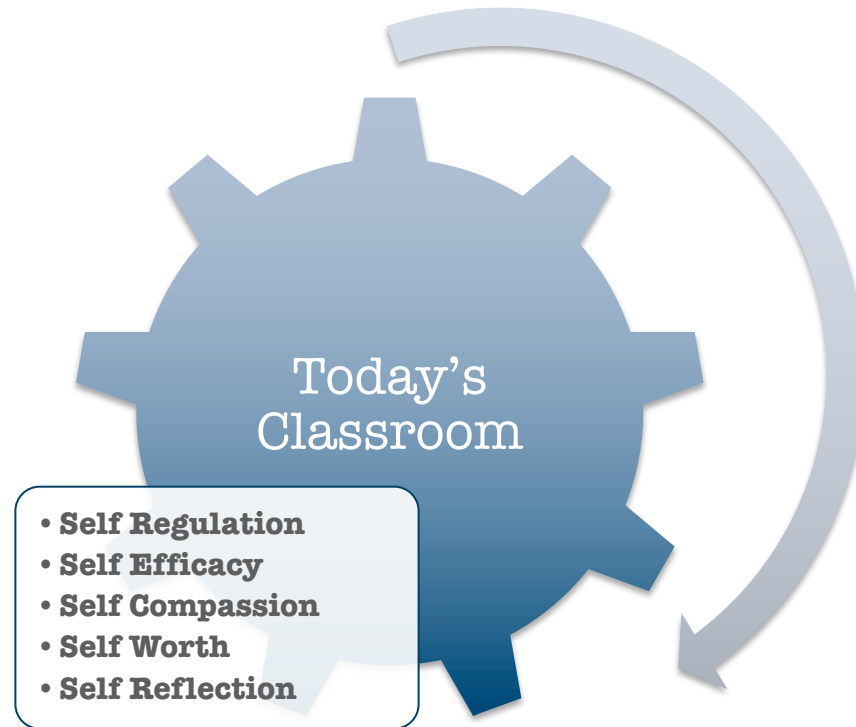 Today’s
Classroom
• Self Regulation
• Self Efficacy
• Self Compassion
• Self Worth
• Self Reflection